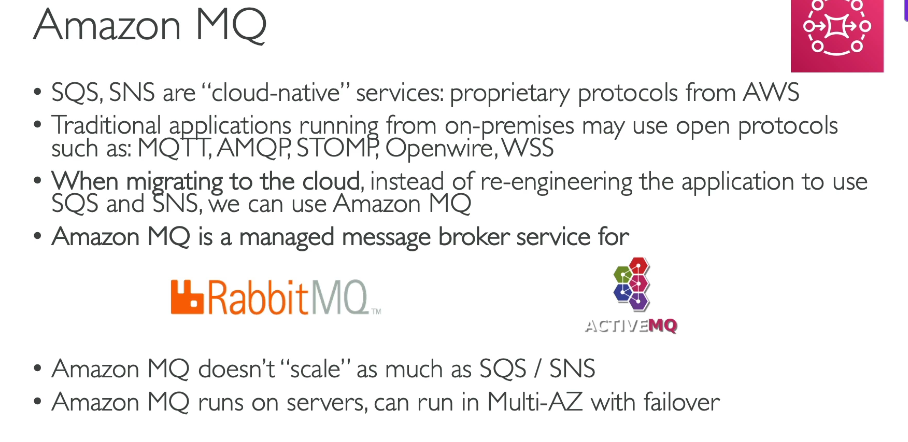 Amazon MQ
• SQS, SNS are “cloud-native” services: proprietary protocols from AWS
• Traditional applications running from on-premises may use open protocols
such as: MQTT, AMQP, STOMP, Openwire, WSS
• When migrating to the cloud, instead of re-engineering the application to use
SQS and SNS, we can use Amazon MQ
• Amazon MQ is a managed message broker service for
RabbitMQ™
ACTIVEMQ
• Amazon MQ doesn’t “scale” as much as SQS / SNS
• Amazon MQ runs on servers, can run in Multi-AZ with failover